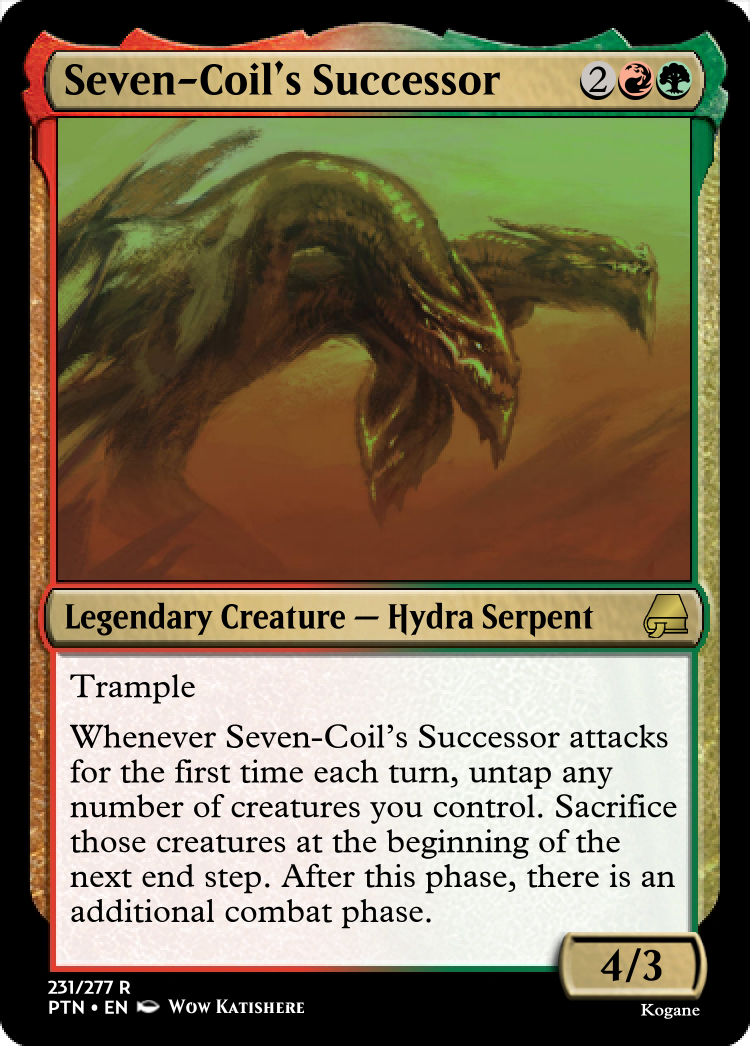 Seven-Coil's Successor 2
Legendary Creature — Hydra Serpent
Trample
Whenever Seven-Coil's Successor attacks
for the first time each turn, untap any
number of creatures you control. Sacrifice
those creatures at the beginning of the
next end step. After this phase, there is an
additional combat phase.
4/3
231/277 R
PTN • EN Wow Katishere
Kogane